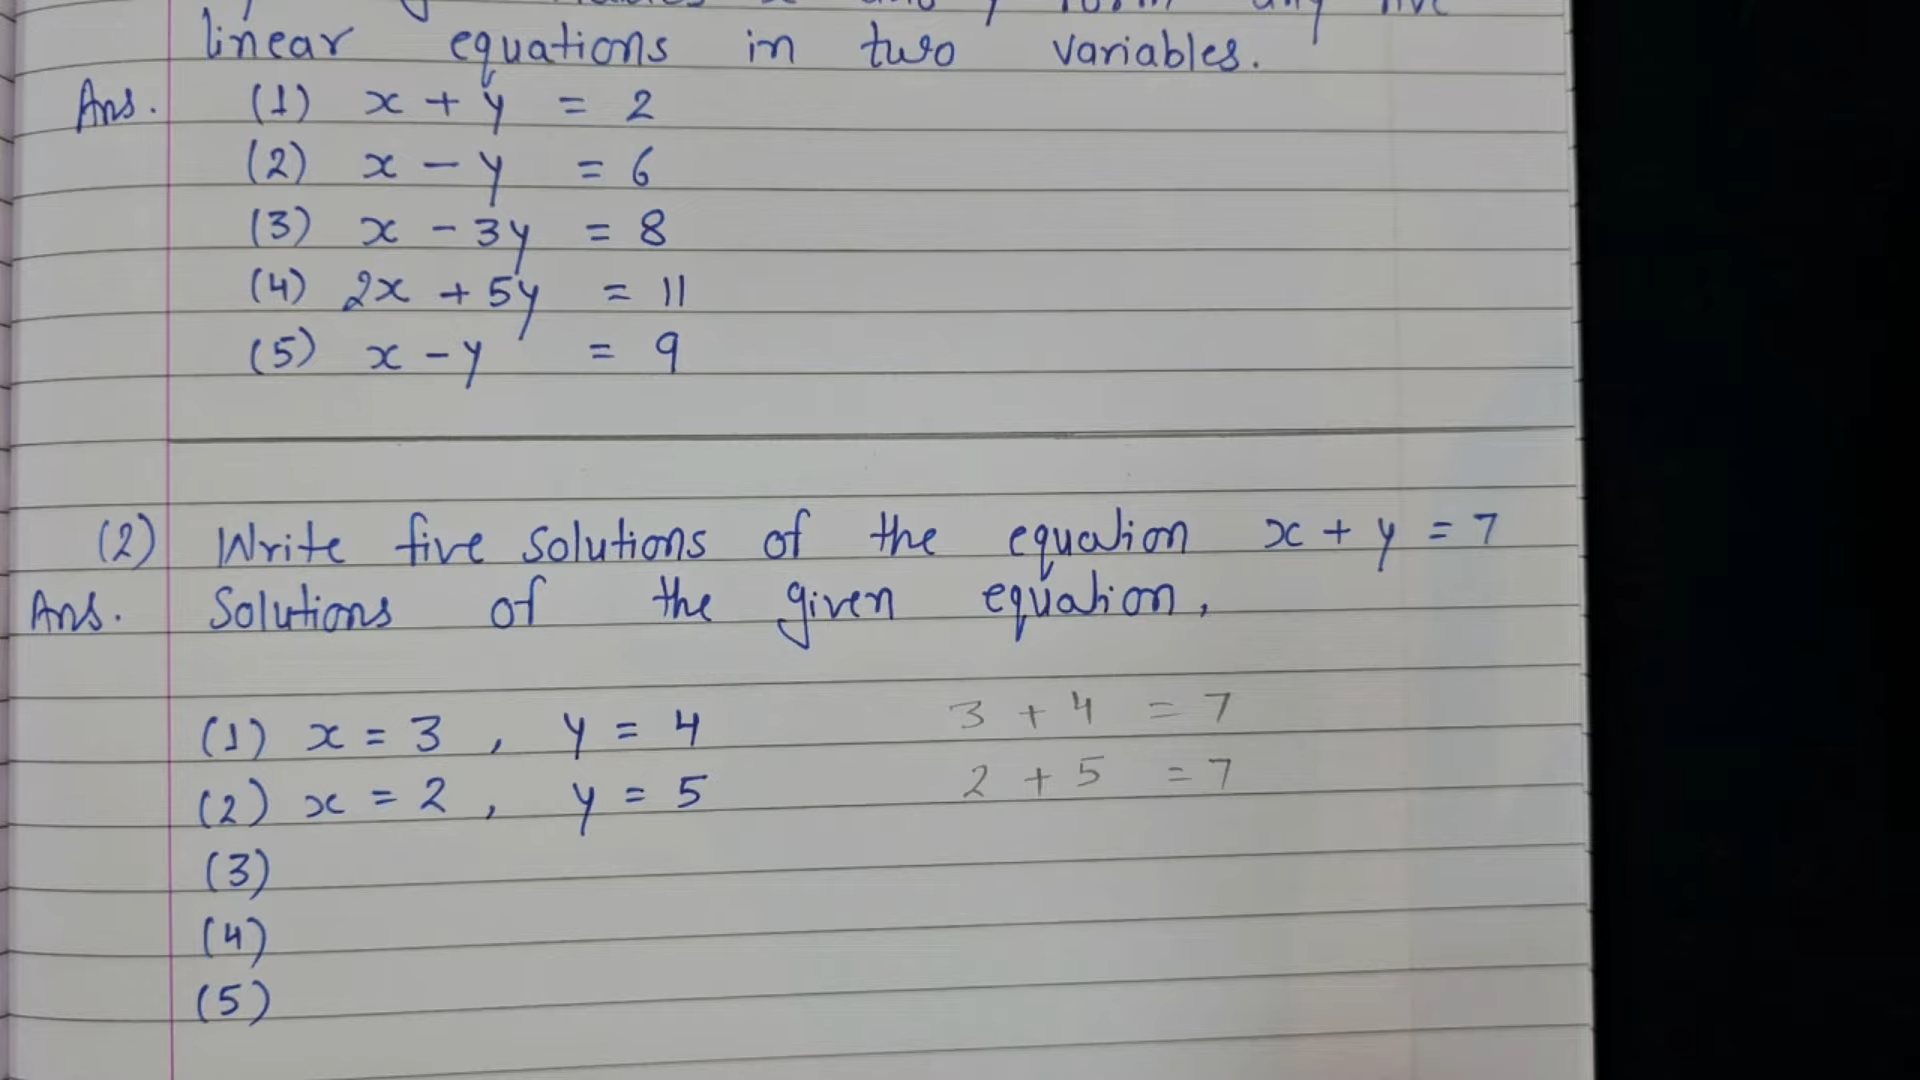 linear equations in two variables.
Ans. (1) x + y = 2
(2) x - y = 6
(3) x - 3y = 8
(4) 2x + 5y = 11
(5) x - y = 9
(2) Write five solutions of the equation x + y = 7
Ans. Solutions of the given equation,
(1) x = 3 , y = 4 3 + 4 = 7
(2) x = 2 , y = 5 2 + 5 = 7
(3)
(4)
(5)